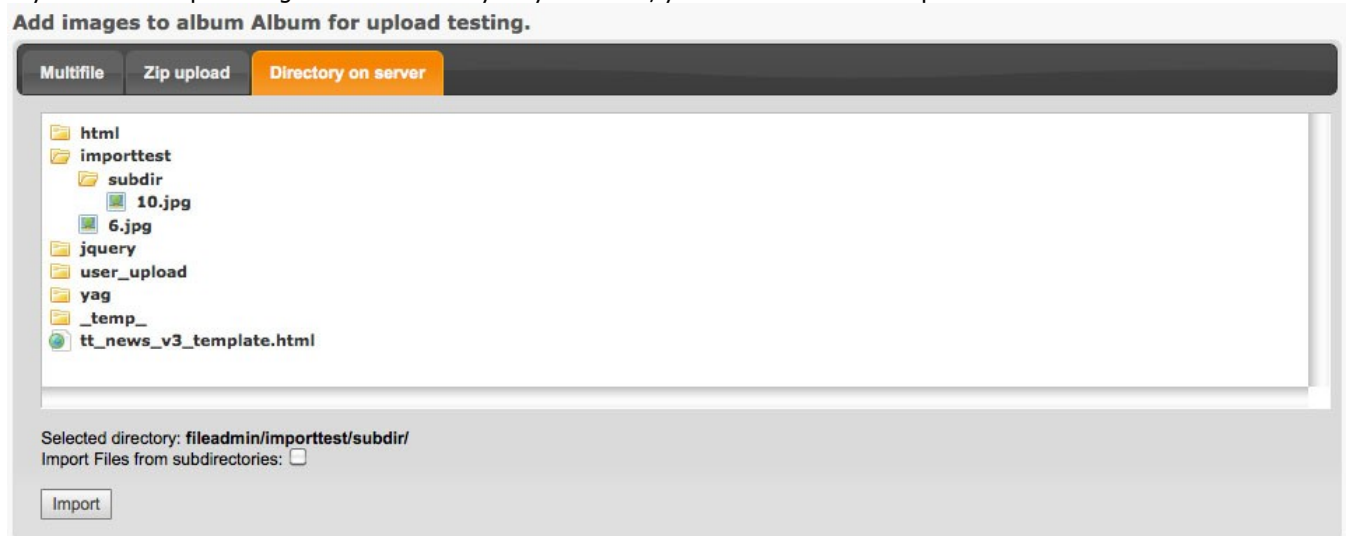 Add images to album Album for upload testing.
Multifile Zip upload Directory on server
html
importtest
subdir
10.jpg
6.jpg
jquery
user_upload
yag
_temp_
tt_news_v3_template.html
Selected directory: fileadmin/importtest/subdir/
Import Files from subdirectories:
Import